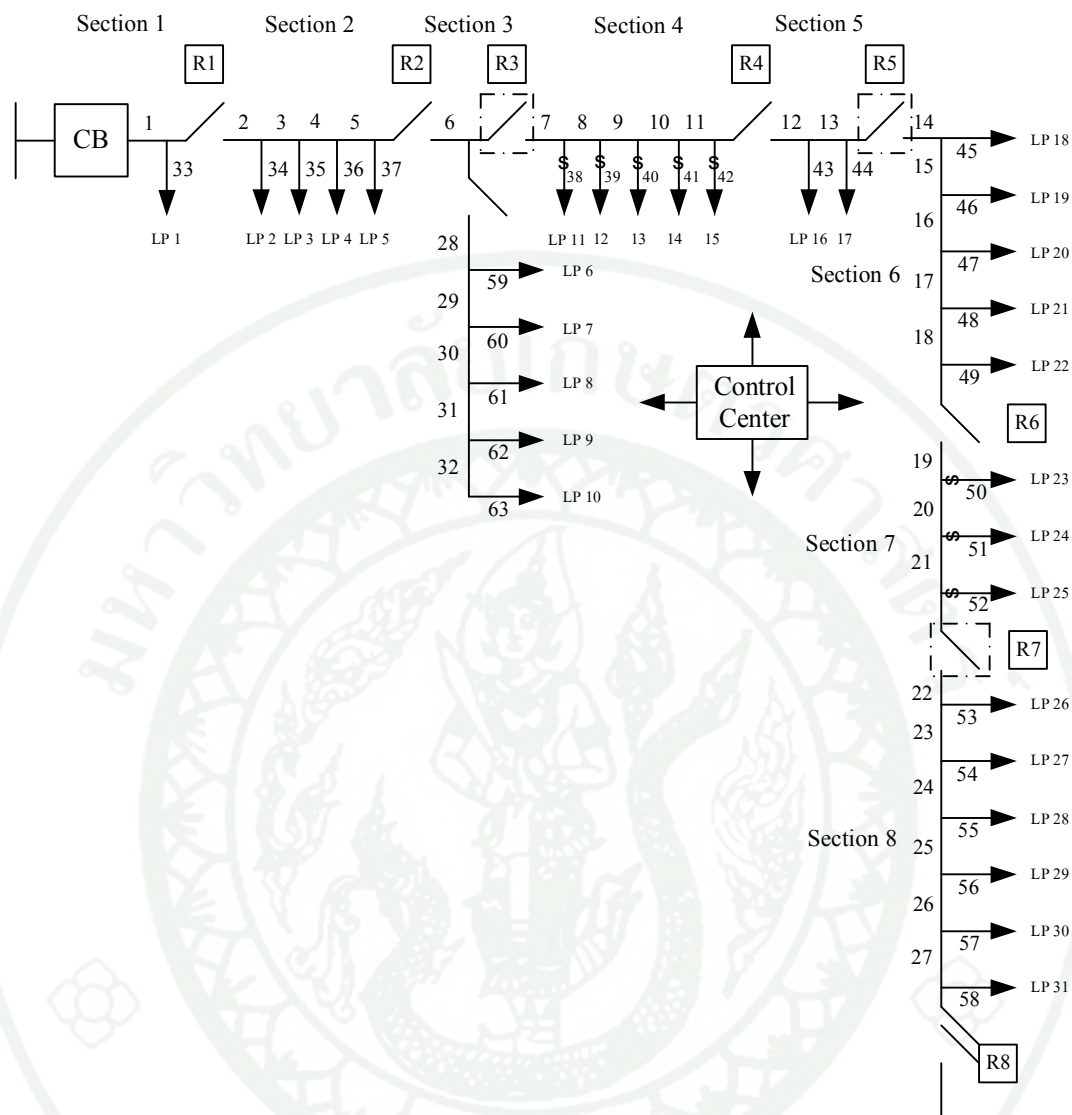 Section 1 Section 2 Section 3 Section 4 Section 5
R1 R2 R3 R4 R5
CB 1 2 3 4 5 6 7 8 9 10 11 12 13 14
33 34 35 36 37 S 38 S 39 S 40 S 41 S 42 43 44 15 45 LP 18
LP 1 LP 2 LP 3 LP 4 LP 5 LP 11 12 13 14 15 LP 16 17
16 46 LP 19
28 59 LP 6
Section 6 17 47 LP 20
29 60 LP 7
18 48 LP 21
30 61 LP 8
49 LP 22
31 62 LP 9
Control
Center
R6
32 63 LP 10
19 S 50 LP 23
20 S 51 LP 24
Section 7
21 S 52 LP 25
R7
22 53 LP 26
23 54 LP 27
24 55 LP 28
Section 8
25 56 LP 29
26 57 LP 30
27 58 LP 31
R8